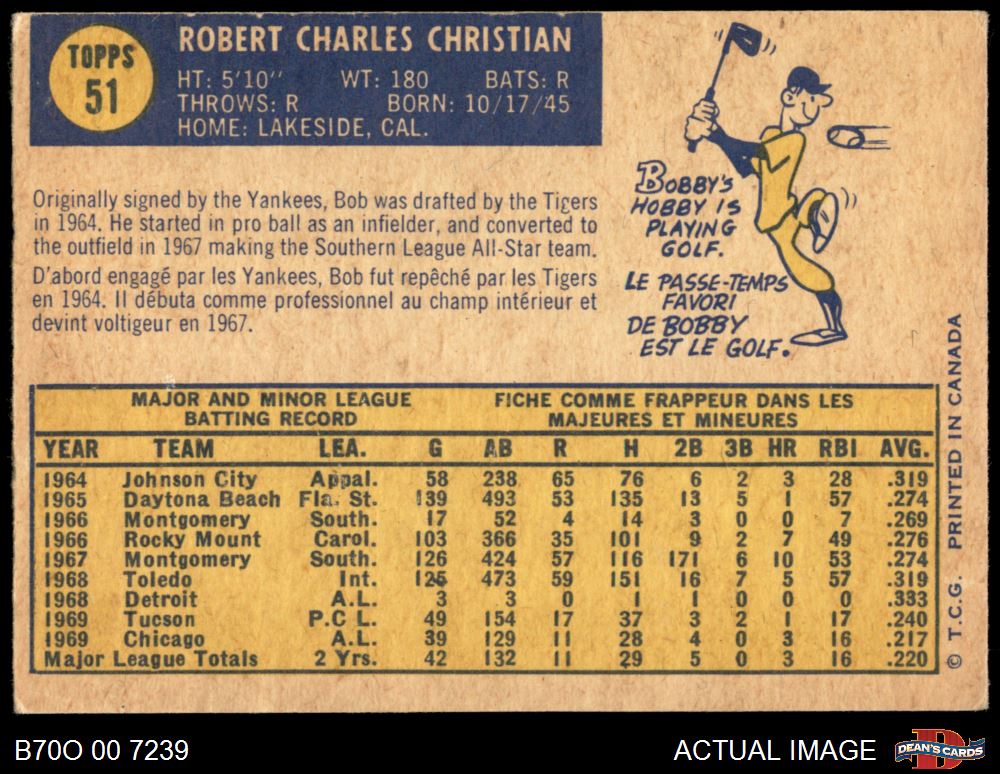 TOPPS
51
ROBERT CHARLES CHRISTIAN
HT: 5'10" WT: 180 BATS: R
THROWS: R BORN: 10/17/45
HOME: LAKESIDE, CAL.
Originally signed by the Yankees, Bob was drafted by the Tigers
in 1964. He started in pro ball as an infielder, and converted to
the outfield in 1967 making the Southern League All-Star team.
D'abord engagé par les Yankees, Bob fut repêché par les Tigers
en 1964. Il débuta comme professionnel au champ intérieur et
devint voltigeur en 1967.
BOBBY'S
HOBBY IS
PLAYING
GOLF.
LE PASSE-TEMPS
FAVORI
DE BOBBY
EST LE GOLF.
MAJOR AND MINOR LEAGUE
BATTING RECORD
FICHE COMME FRAPPEUR DANS LES
MAJEURES ET MINEURES
YEAR TEAM LEA. G AB R H 2B 3B HR RBI AVG.
1964 Johnson City Appal. 58 238 65 76 6 2 3 28 .319
1965 Daytona Beach Fla. St. 139 493 53 135 13 5 1 57 .274
1966 Montgomery South. 17 52 4 14 3 0 0 7 .269
1966 Rocky Mount Carol. 103 366 35 101 9 2 7 49 .276
1967 Montgomery South. 126 424 57 116 171 6 10 53 .274
1968 Toledo Int. 125 473 59 151 16 7 5 57 .319
1968 Detroit A.L. 3 3 0 1 1 0 0 0 .333
1969 Tucson P.C L. 49 154 17 37 3 2 1 17 .240
1969 Chicago A.L. 39 129 11 28 4 0 3 16 .217
Major League Totals 2 Yrs. 42 132 11 29 5 0 3 16 .220
© T.C.G. PRINTED IN CANADA
B70O 00 7239
ACTUAL IMAGE
D
DEAN'S CARDS